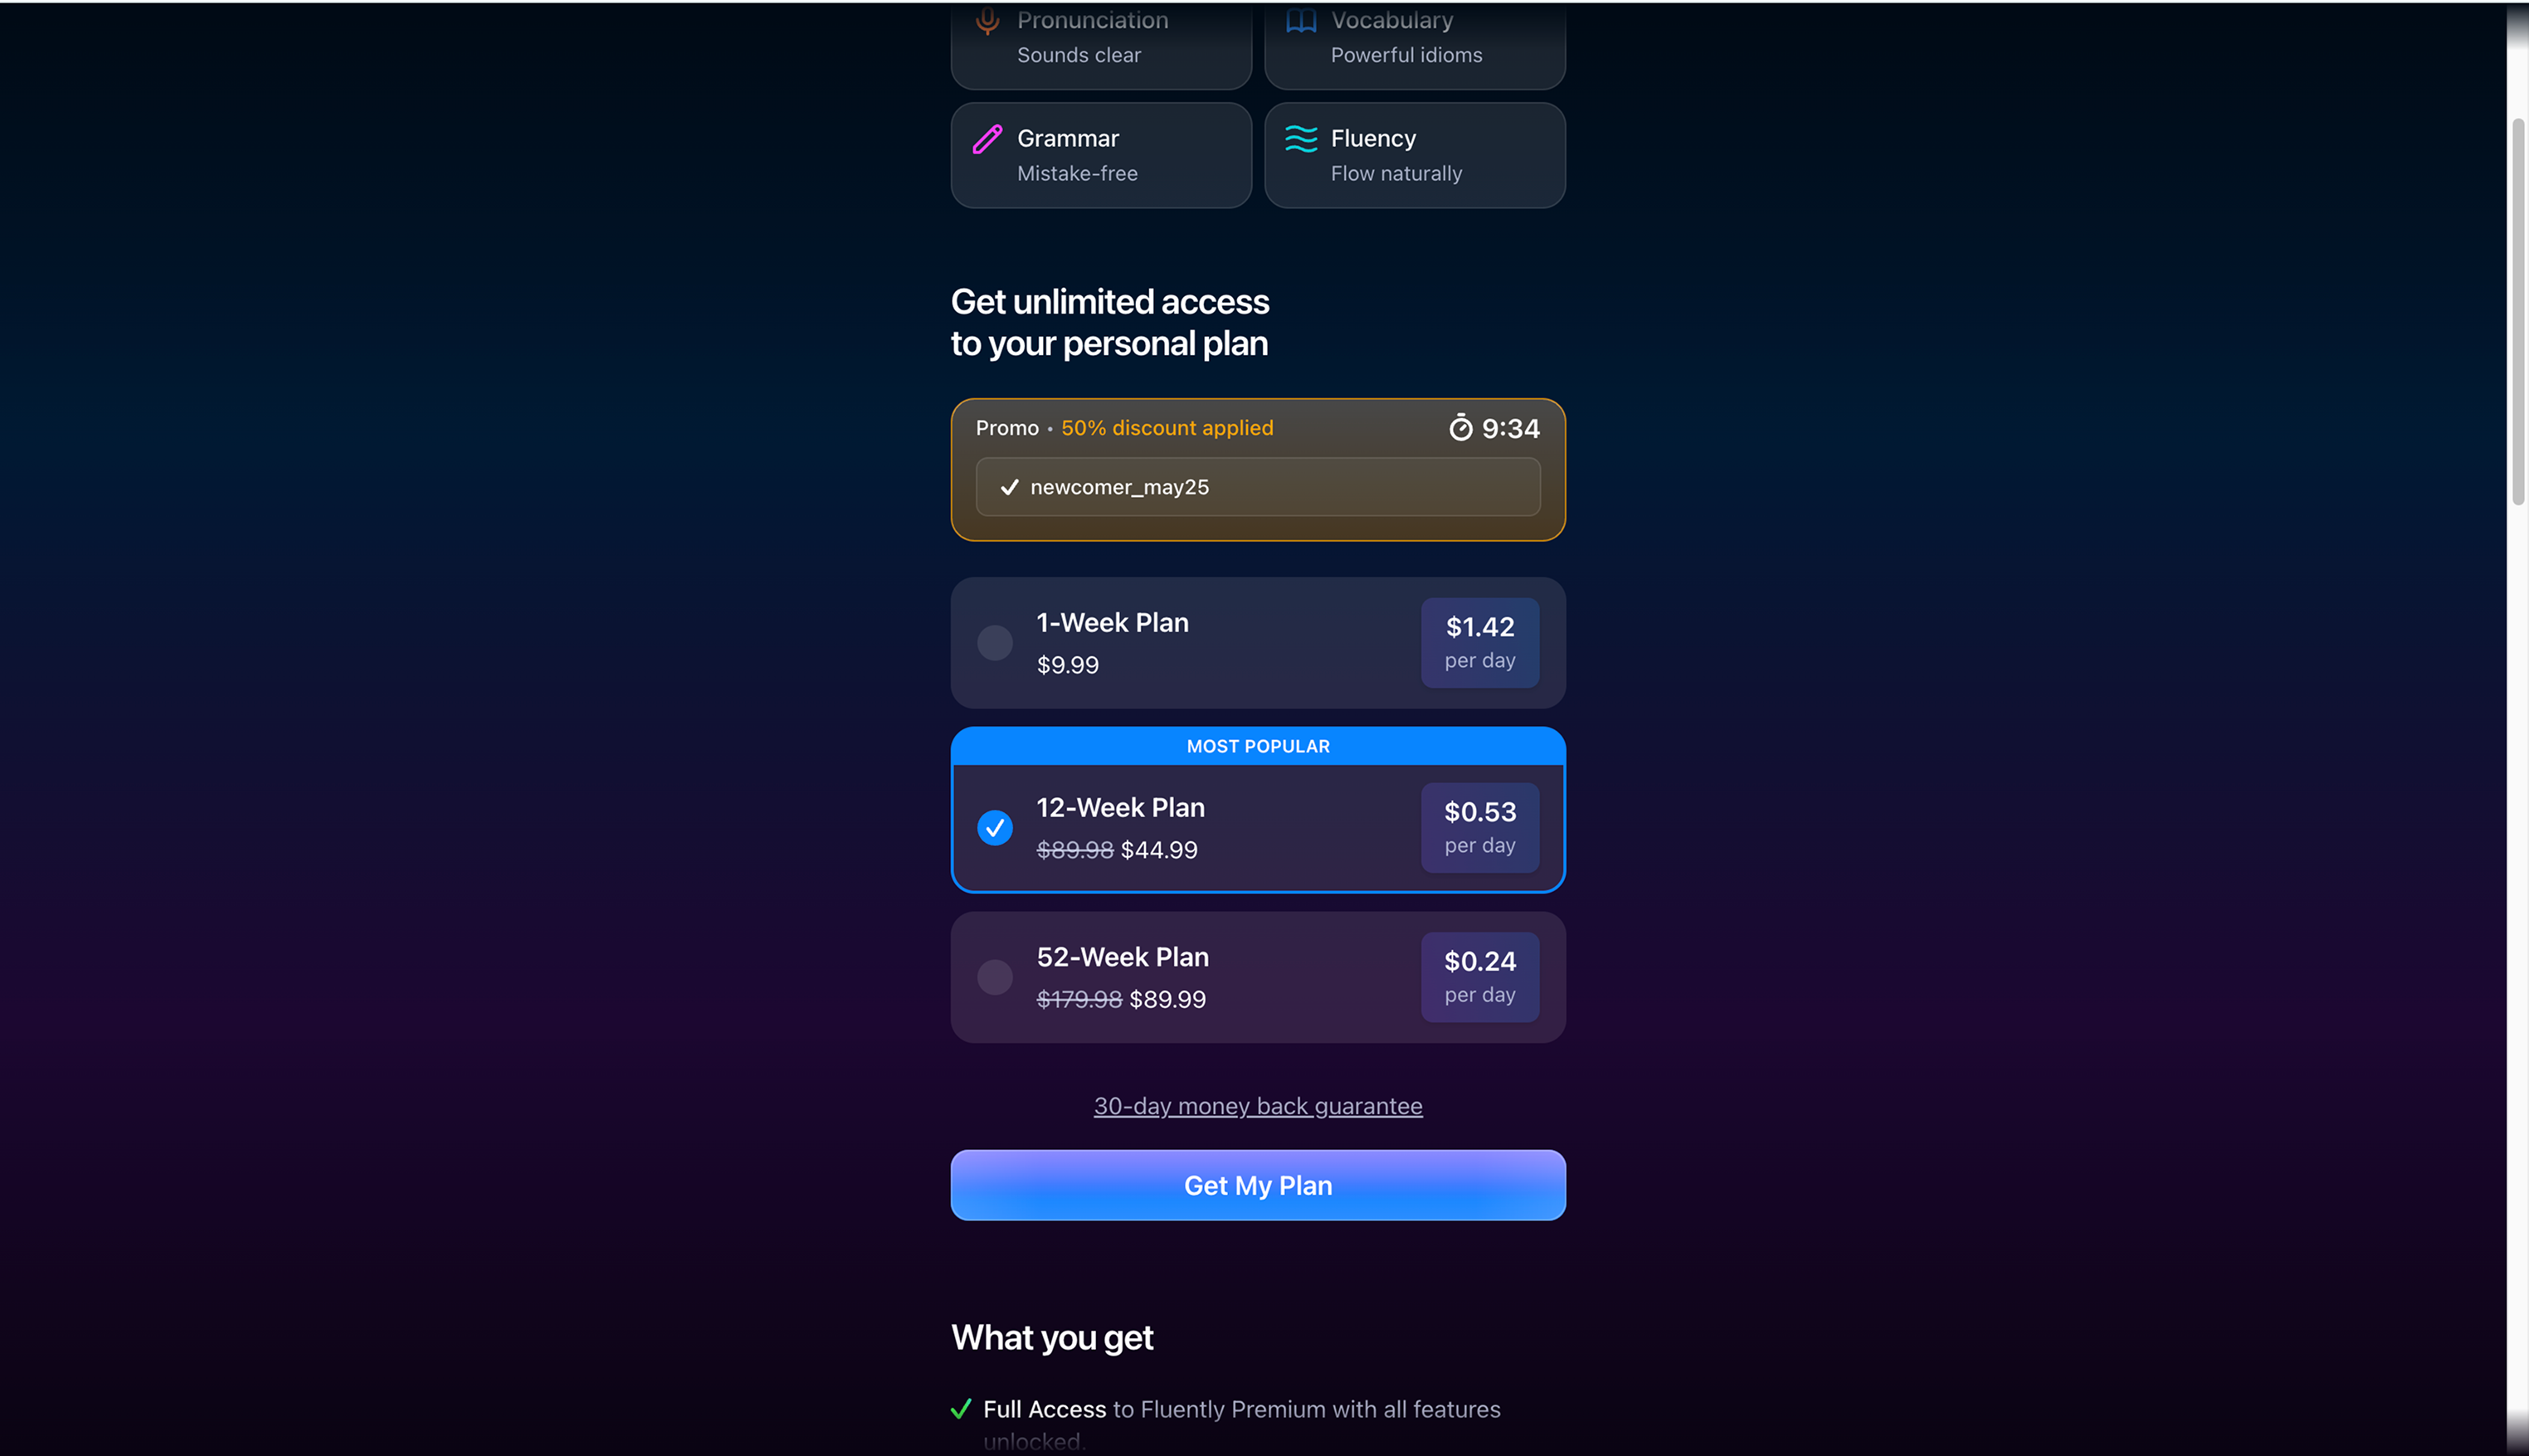 Pronunciation
Sounds clear
Vocabulary
Powerful idioms
Grammar
Mistake-free
Fluency
Flow naturally
Get unlimited access
to your personal plan
Promo • 50% discount applied
9:34
newcomer_may25
1-Week Plan
$9.99
$1.42
per day
MOST POPULAR
12-Week Plan
$89.98 $44.99
$0.53
per day
52-Week Plan
$179.98 $89.99
$0.24
per day
30-day money back guarantee
Get My Plan
What you get
Full Access to Fluently Premium with all features
unlocked.